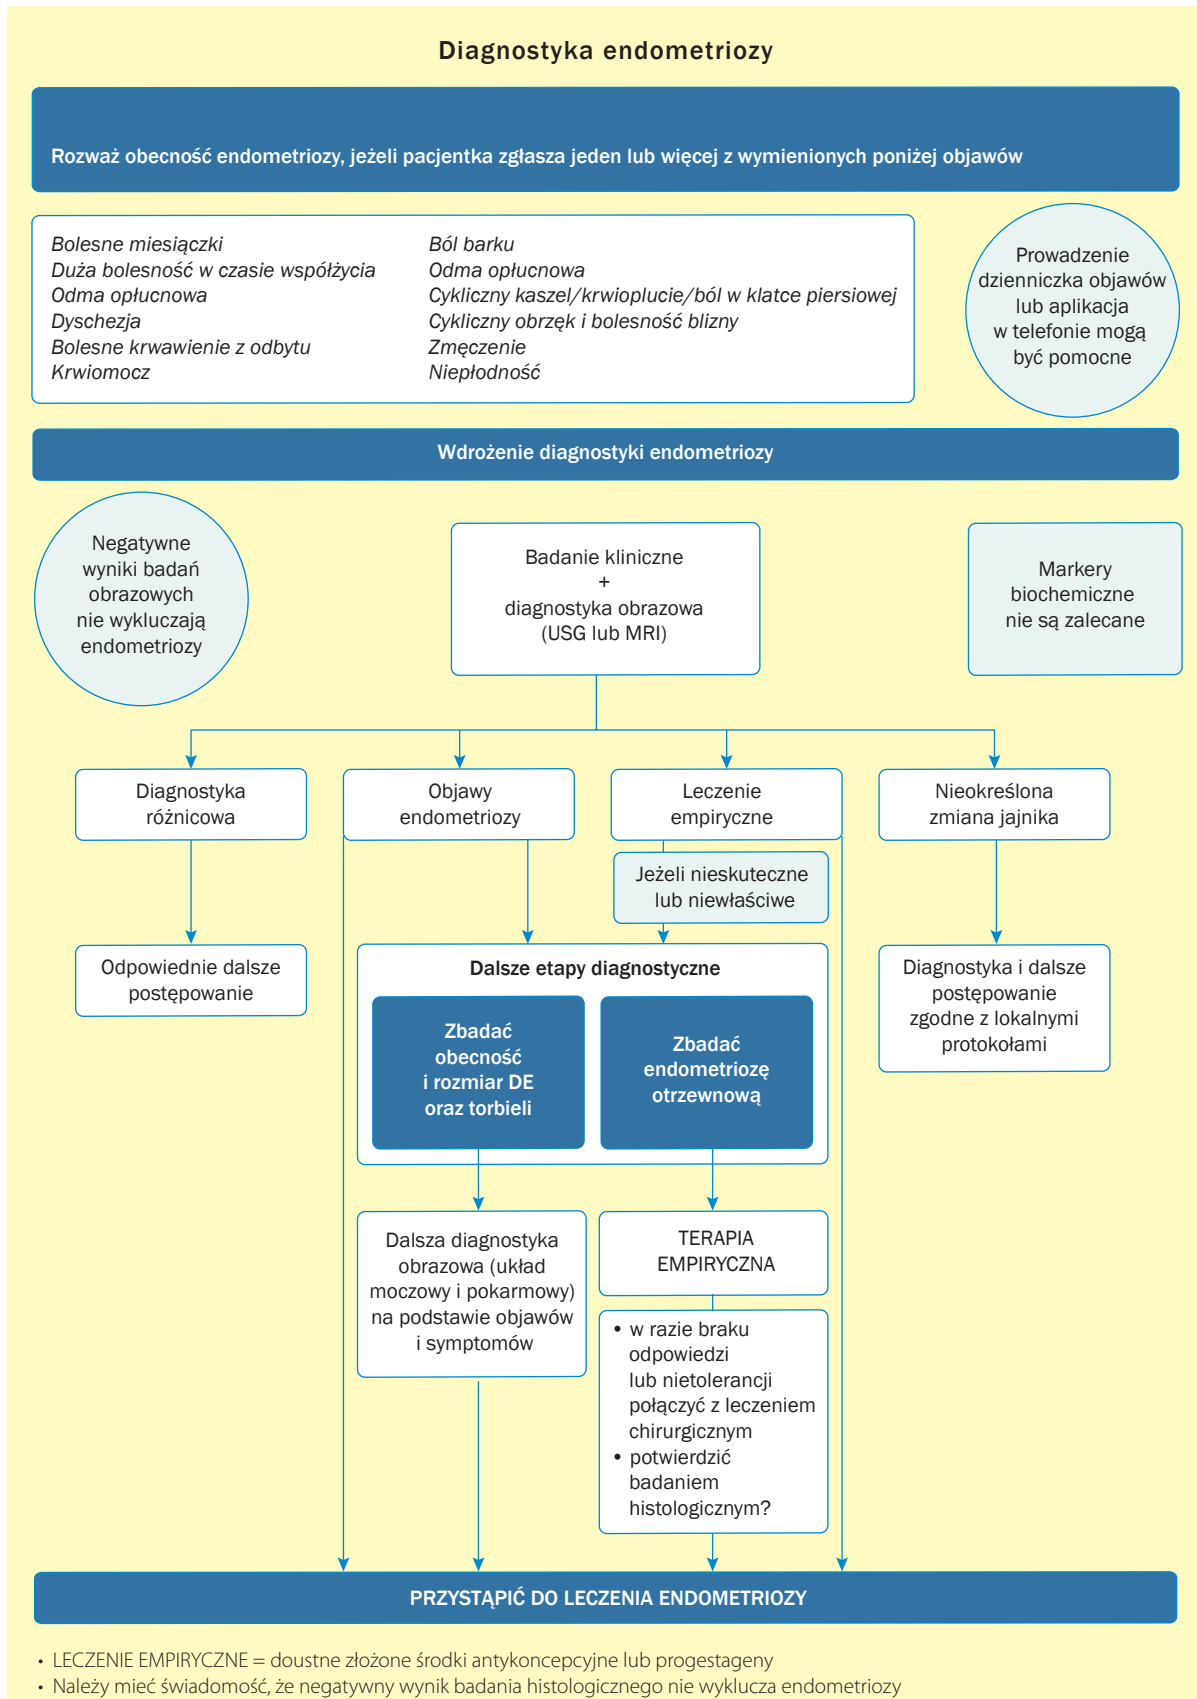 Diagnostyka endometriozy
Rozważ obecność endometriozy, jeżeli pacjentka zgłasza jeden lub więcej z wymienionych poniżej objawów
Bolesne miesiączki
Duża bolesność w czasie współżycia
Odma opłucnowa
Dyschezja
Bolesne krwawienie z odbytu
Krwiomocz
Ból barku
Odma opłucnowa
Cykliczny kaszel/krwioplucie/ból w klatce piersiowej
Cykliczny obrzęk i bolesność blizny
Zmęczenie
Niepłodność
Prowadzenie
dzienniczka objawów
lub aplikacja
w telefonie mogą
być pomocne
Wdrożenie diagnostyki endometriozy
Negatywne
wyniki badań
obrazowych
nie wykluczają
endometriozy
Badanie kliniczne
+
diagnostyka obrazowa
(USG lub MRI)
Markery
biochemiczne
nie są zalecane
Diagnostyka
różnicowa
Objawy
endometriozy
Leczenie
empiryczne
Nieokreślona
zmiana jajnika
Jeżeli nieskuteczne
lub niewłaściwe
Odpowiednie dalsze
postępowanie
Dalsze etapy diagnostyczne
Zbadać
obecność
i rozmiar DE
oraz torbieli
Zbadać
endometriozę
otrzewnową
Diagnostyka i dalsze
postępowanie
zgodne z lokalnymi
protokołami
Dalsza diagnostyka
obrazowa (układ
moczowy i pokarmowy)
na podstawie objawów
i symptomów
TERAPIA
EMPIRYCZNA
• w razie braku
odpowiedzi
lub nietolerancji
połączyć z leczeniem
chirurgicznym
• potwierdzić
badaniem
histologicznym?
PRZYSTĄPIĆ DO LECZENIA ENDOMETRIOZY
• LECZENIE EMPIRYCZNE = doustne złożone środki antykoncepcyjne lub progestageny
• Należy mieć świadomość, że negatywny wynik badania histologicznego nie wyklucza endometriozy